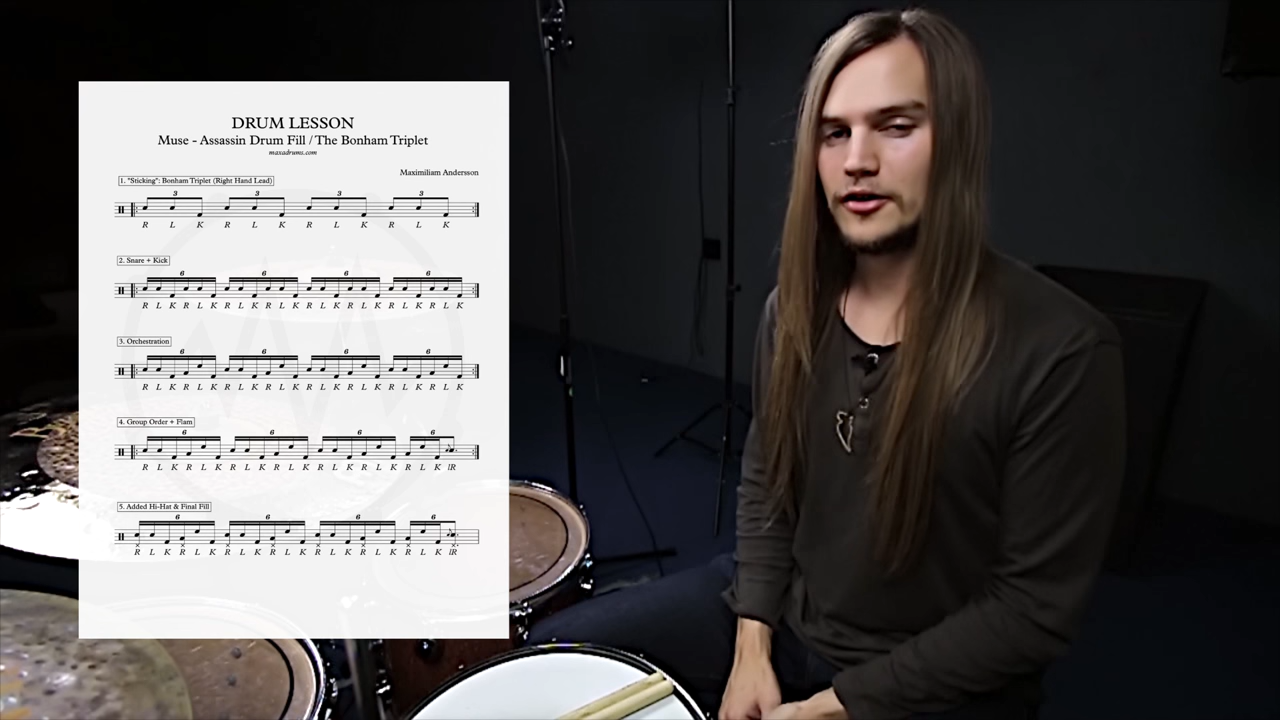 DRUM LESSON
Muse - Assassin Drum Fill / The Bonham Triplet
maxadrums.com
Maximiliam Andersson
1. "Sticking": Bonham Triplet (Right Hand Lead)
3 3 3 3
R L K R L K R L K R L K
2. Snare + Kick
6 6 6 6
R L K R L K R L K R L K R L K R L K R L K R L K
3. Orchestration
6 6 6 6
R L K R L K R L K R L K R L K R L K R L K R L K
4. Group Order + Flam
6 6 6 6
R L K R L K R L K R L K R L K R L K R L K lR
5. Added Hi-Hat & Final Fill
6 6 6 6
R L K R L K R L K R L K R L K R L K R L K lR